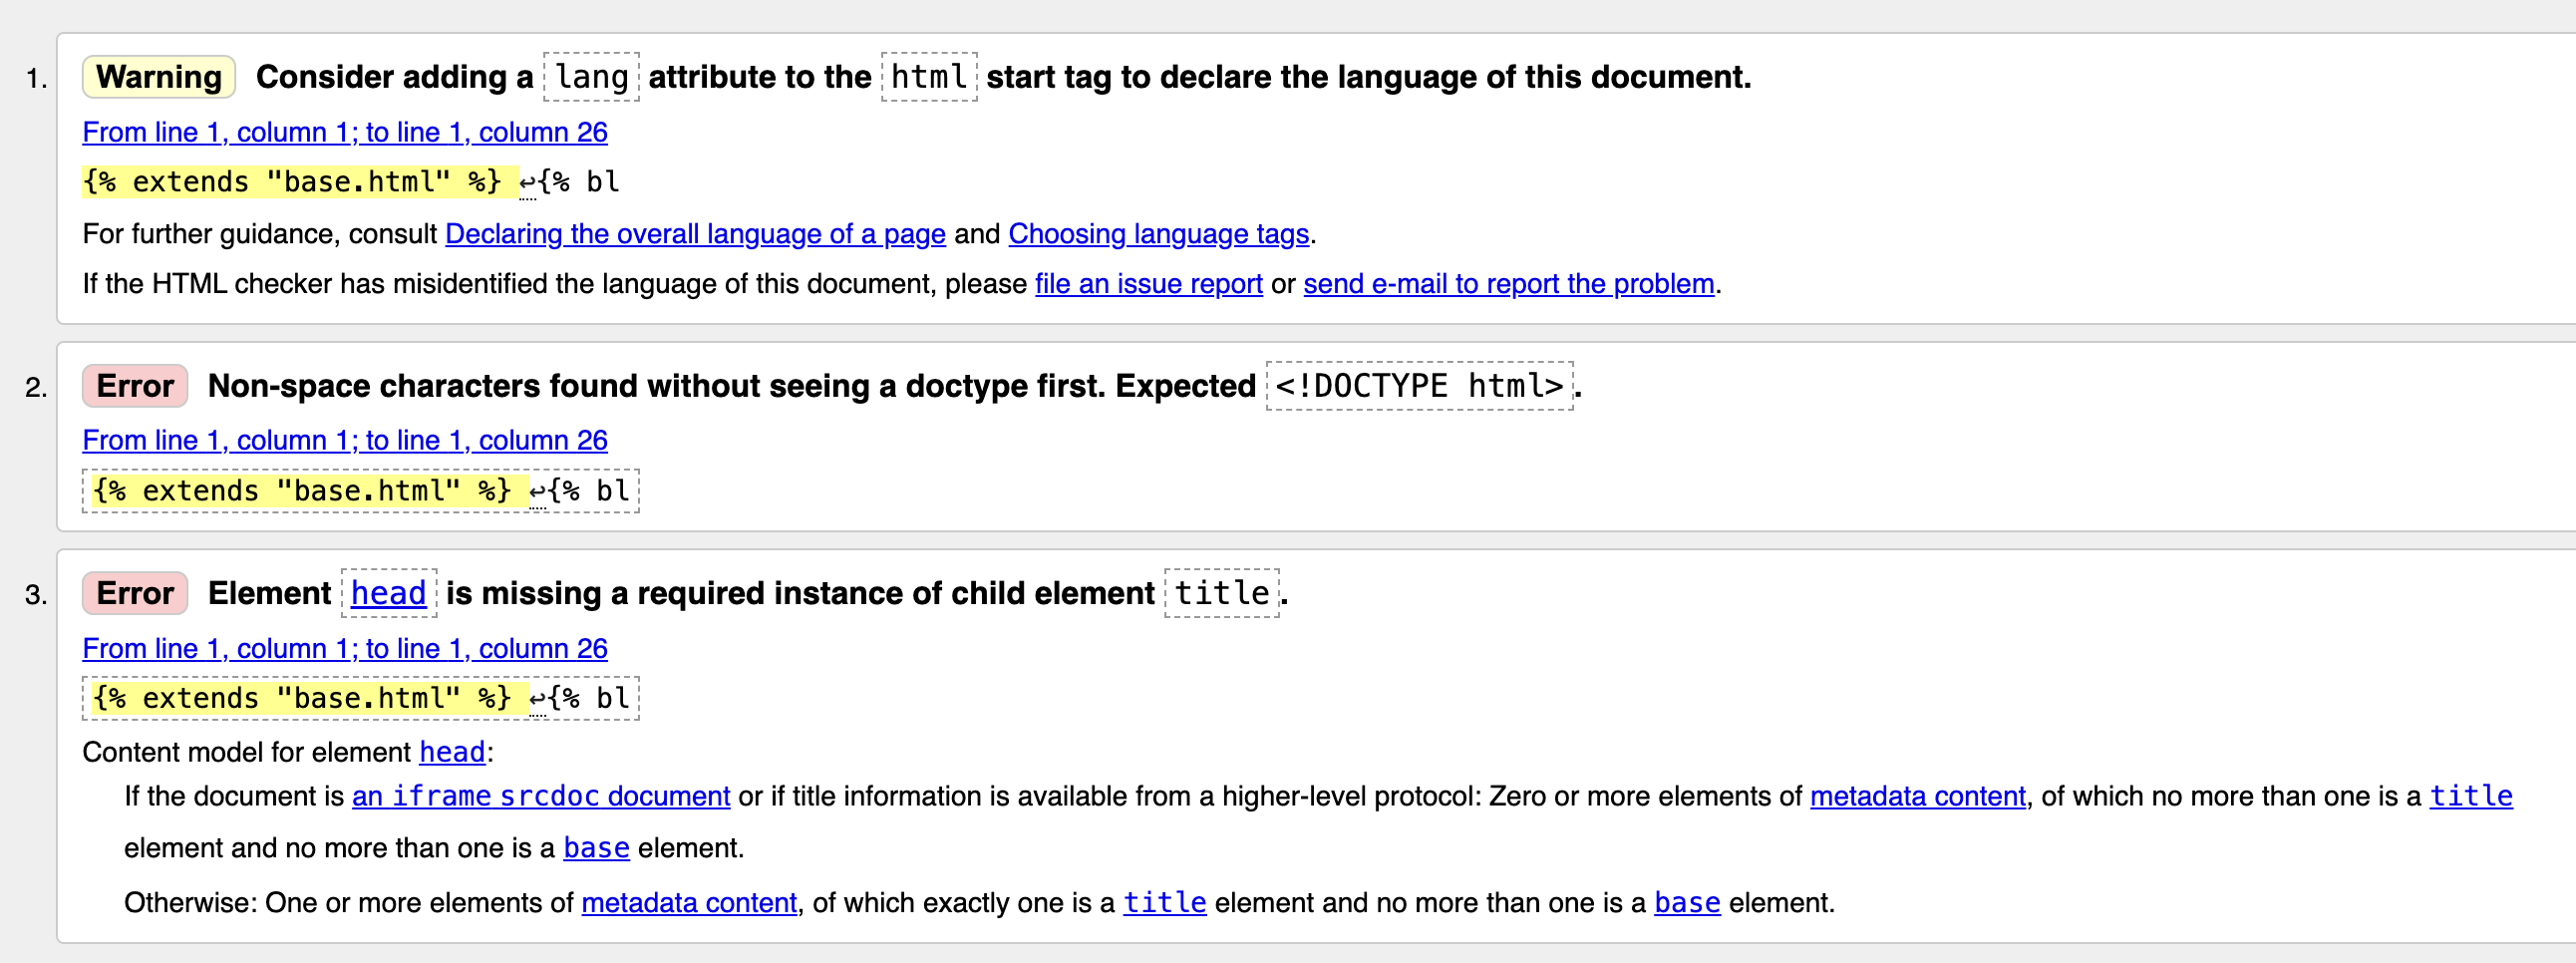 1. Warning Consider adding a lang attribute to the html start tag to declare the language of this document.
From line 1, column 1; to line 1, column 26
{% extends "base.html" %} ↩{% bl
For further guidance, consult Declaring the overall language of a page and Choosing language tags.
If the HTML checker has misidentified the language of this document, please file an issue report or send e-mail to report the problem.
2. Error Non-space characters found without seeing a doctype first. Expected <!DOCTYPE html>.
From line 1, column 1; to line 1, column 26
{% extends "base.html" %} ↩{% bl
3. Error Element head is missing a required instance of child element title.
From line 1, column 1; to line 1, column 26
{% extends "base.html" %} ↩{% bl
Content model for element head:
If the document is an iframe srcdoc document or if title information is available from a higher-level protocol: Zero or more elements of metadata content, of which no more than one is a title
element and no more than one is a base element.
Otherwise: One or more elements of metadata content, of which exactly one is a title element and no more than one is a base element.